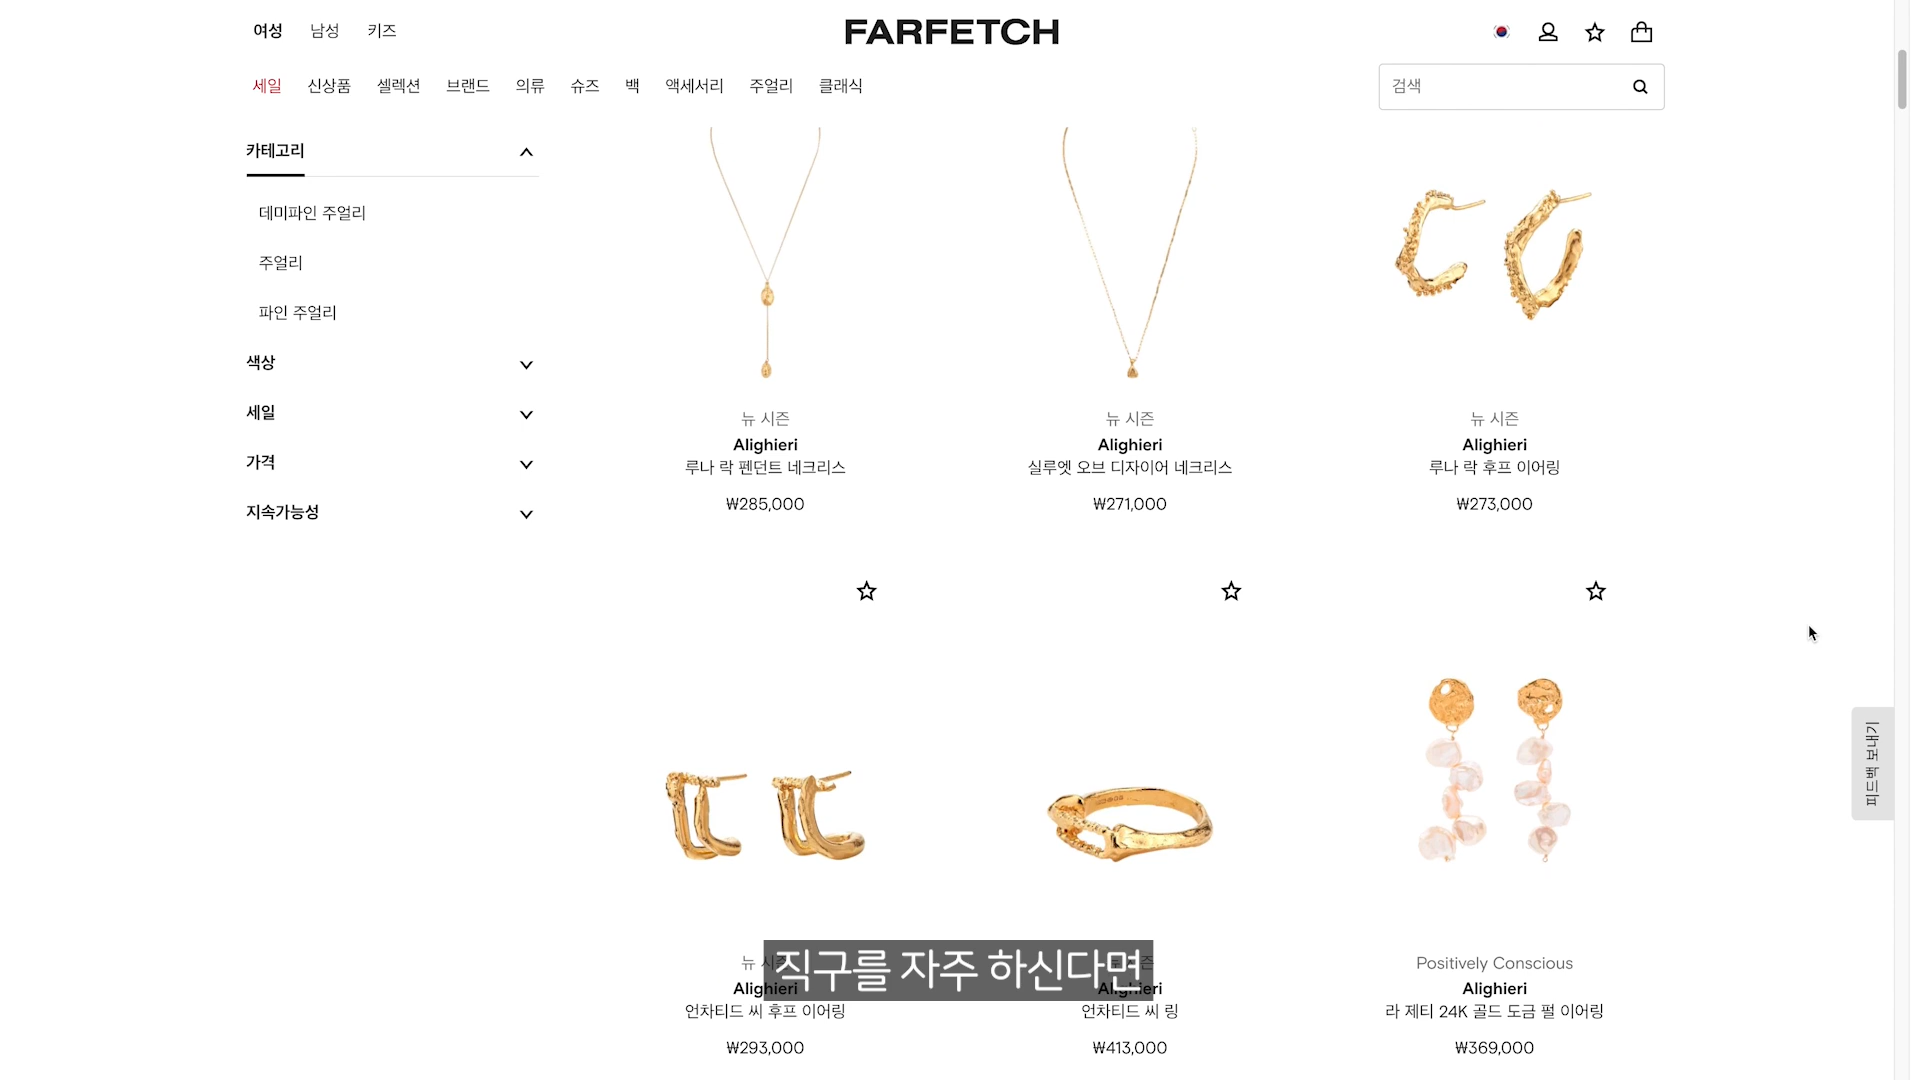 여성 남성 키즈
FARFETCH
세일 신상품 셀렉션 브랜드 의류 슈즈 백 액세서리 주얼리 클래식
검색
카테고리
데미파인 주얼리
주얼리
파인 주얼리
색상
세일
가격
지속가능성
뉴 시즌
Alighieri
루나 락 펜던트 네크리스
₩285,000
뉴 시즌
Alighieri
실루엣 오브 디자이어 네크리스
₩271,000
뉴 시즌
Alighieri
루나 락 후프 이어링
₩273,000
뉴
Alighieri
언차티드 씨 후프 이어링
₩293,000
Alighieri
언차티드 씨 링
₩413,000
Positively Conscious
Alighieri
라 제티 24K 골드 도금 펄 이어링
₩369,000
피드백 보내기
직구를 자주 하신다면